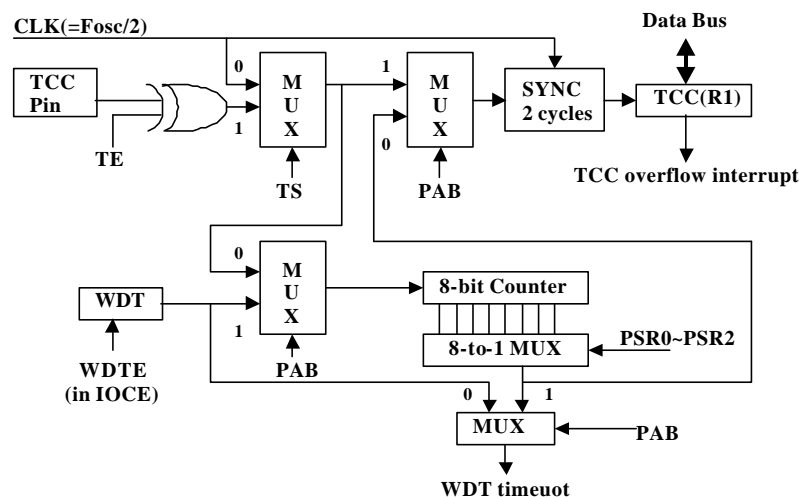 CLK(=Fosc/2)
Data Bus
TCC
Pin
0
1
M
U
X
1
0
M
U
X
SYNC
2 cycles
TCC(R1)
TE
TS
PAB
TCC overflow interrupt
0
1
M
U
X
WDT
8-bit Counter
8-to-1 MUX
PSR0~PSR2
WDTE
(in IOCE)
PAB
0
1
MUX
PAB
WDT timeuot